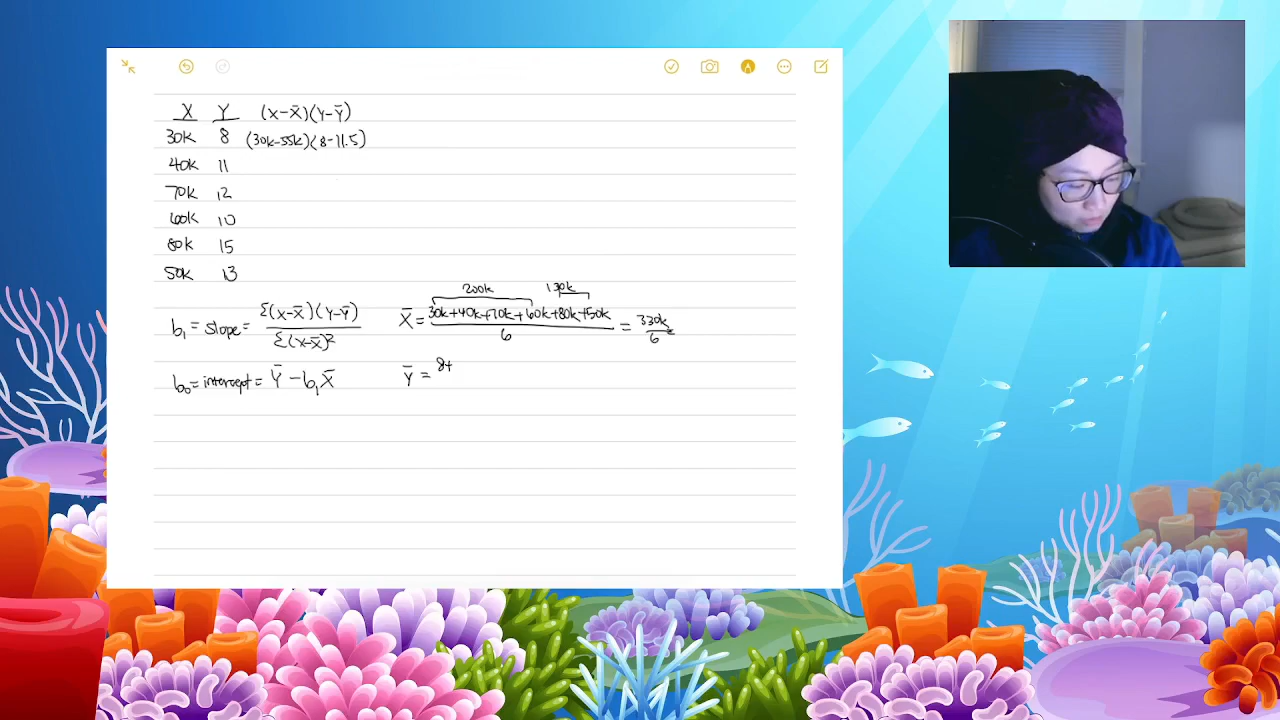 X Y (x-x̄)(y-ȳ)
30k 8 (30k-55k)(8-11.5)
40k 11
70k 12
60k 10
80k 15
50k 13
200k 130k
b₁ = slope = Σ(x-x̄)(y-ȳ) / Σ(x-x̄)² x̄ = 30k+40k+70k+60k+80k+50k / 6 = 330k / 6
b₀ = intercept = ȳ - b₁x̄ ȳ = 8+